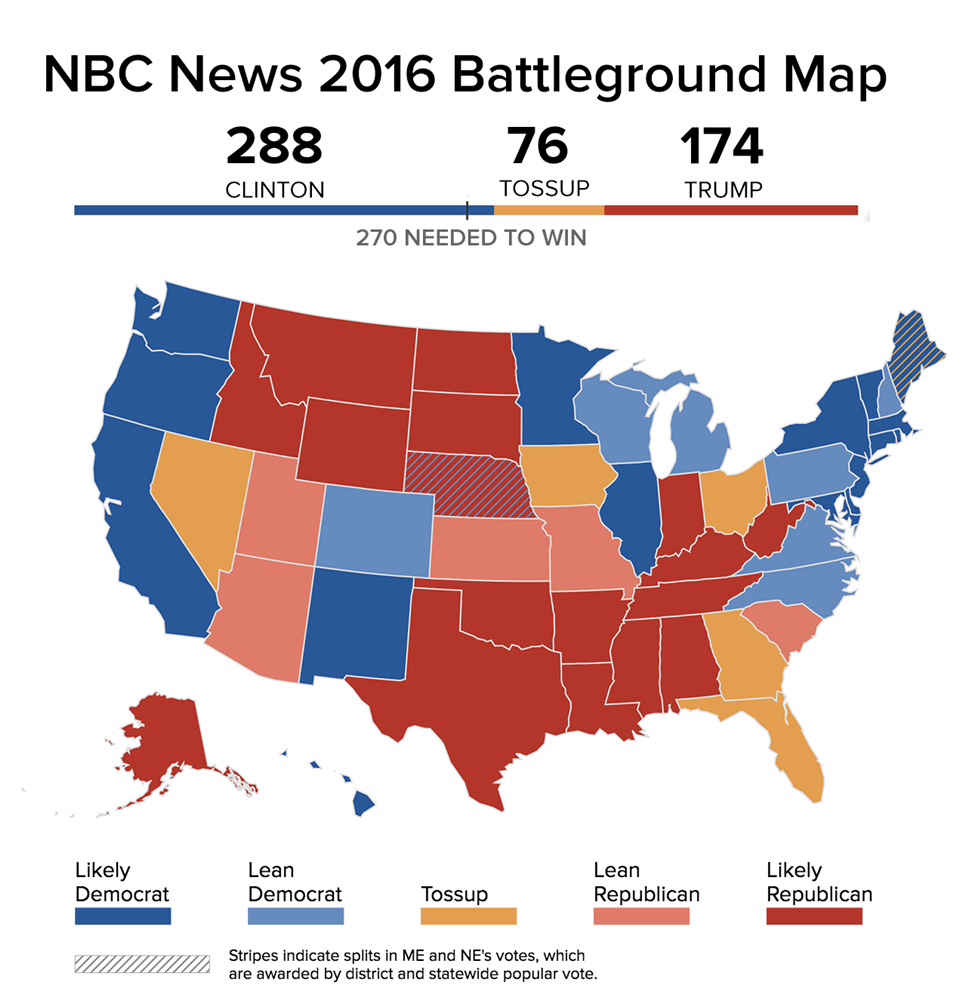 NBC News 2016 Battleground Map
288 76 174
CLINTON TOSSUP TRUMP
270 NEEDED TO WIN
Likely Lean Lean Likely
Democrat Democrat Tossup Republican Republican
Stripes indicate splits in ME and NE's votes, which
are awarded by district and statewide popular vote.